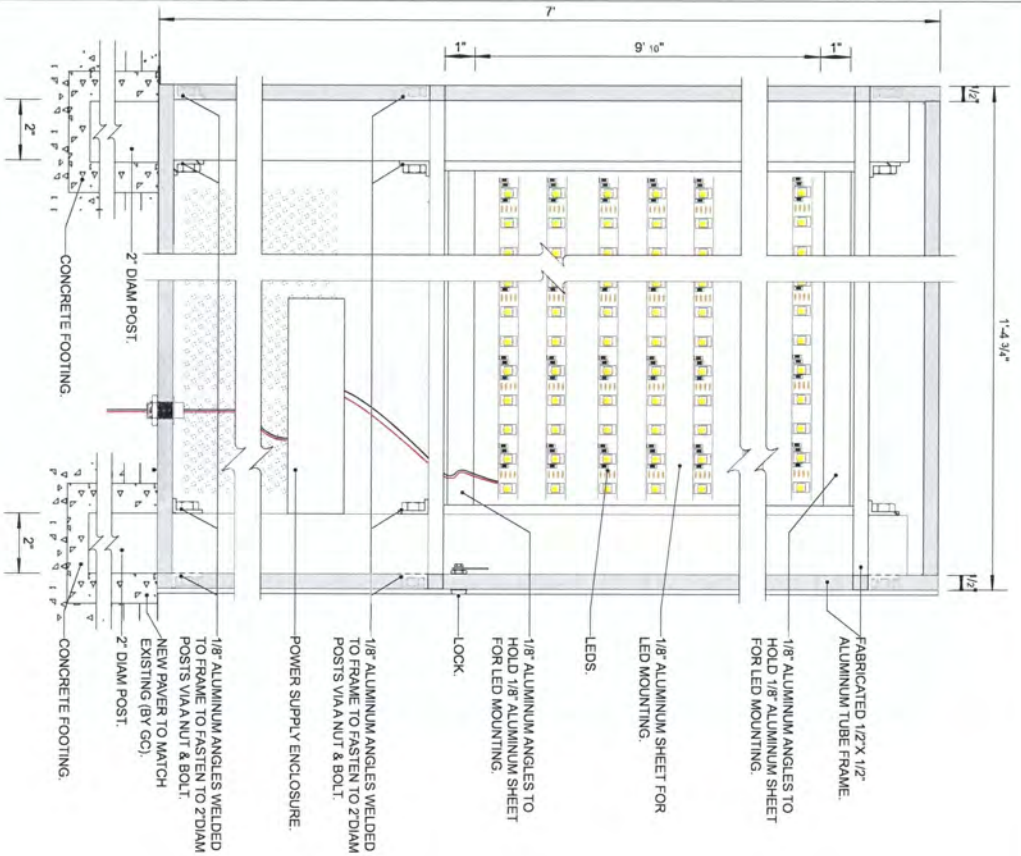 1'-4 3/4"
1/2"
1/2"
7'
1"
9' 10"
1"
FABRICATED 1/2"X 1/2"
ALUMINUM TUBE FRAME.
1/8" ALUMINUM ANGLES TO
HOLD 1/8" ALUMINUM SHEET
FOR LED MOUNTING.
1/8" ALUMINUM SHEET FOR
LED MOUNTING.
LEDS.
1/8" ALUMINUM ANGLES TO
HOLD 1/8" ALUMINUM SHEET
FOR LED MOUNTING.
LOCK.
1/8" ALUMINUM ANGLES WELDED
TO FRAME TO FASTEN TO 2"DIAM
POSTS VIA A NUT & BOLT.
POWER SUPPLY ENCLOSURE.
1/8" ALUMINUM ANGLES WELDED
TO FRAME TO FASTEN TO 2"DIAM
POSTS VIA A NUT & BOLT.
NEW PAVER TO MATCH
EXISTING (BY GC).
2" DIAM POST.
CONCRETE FOOTING.
2" DIAM POST.
CONCRETE FOOTING.
2"
2"